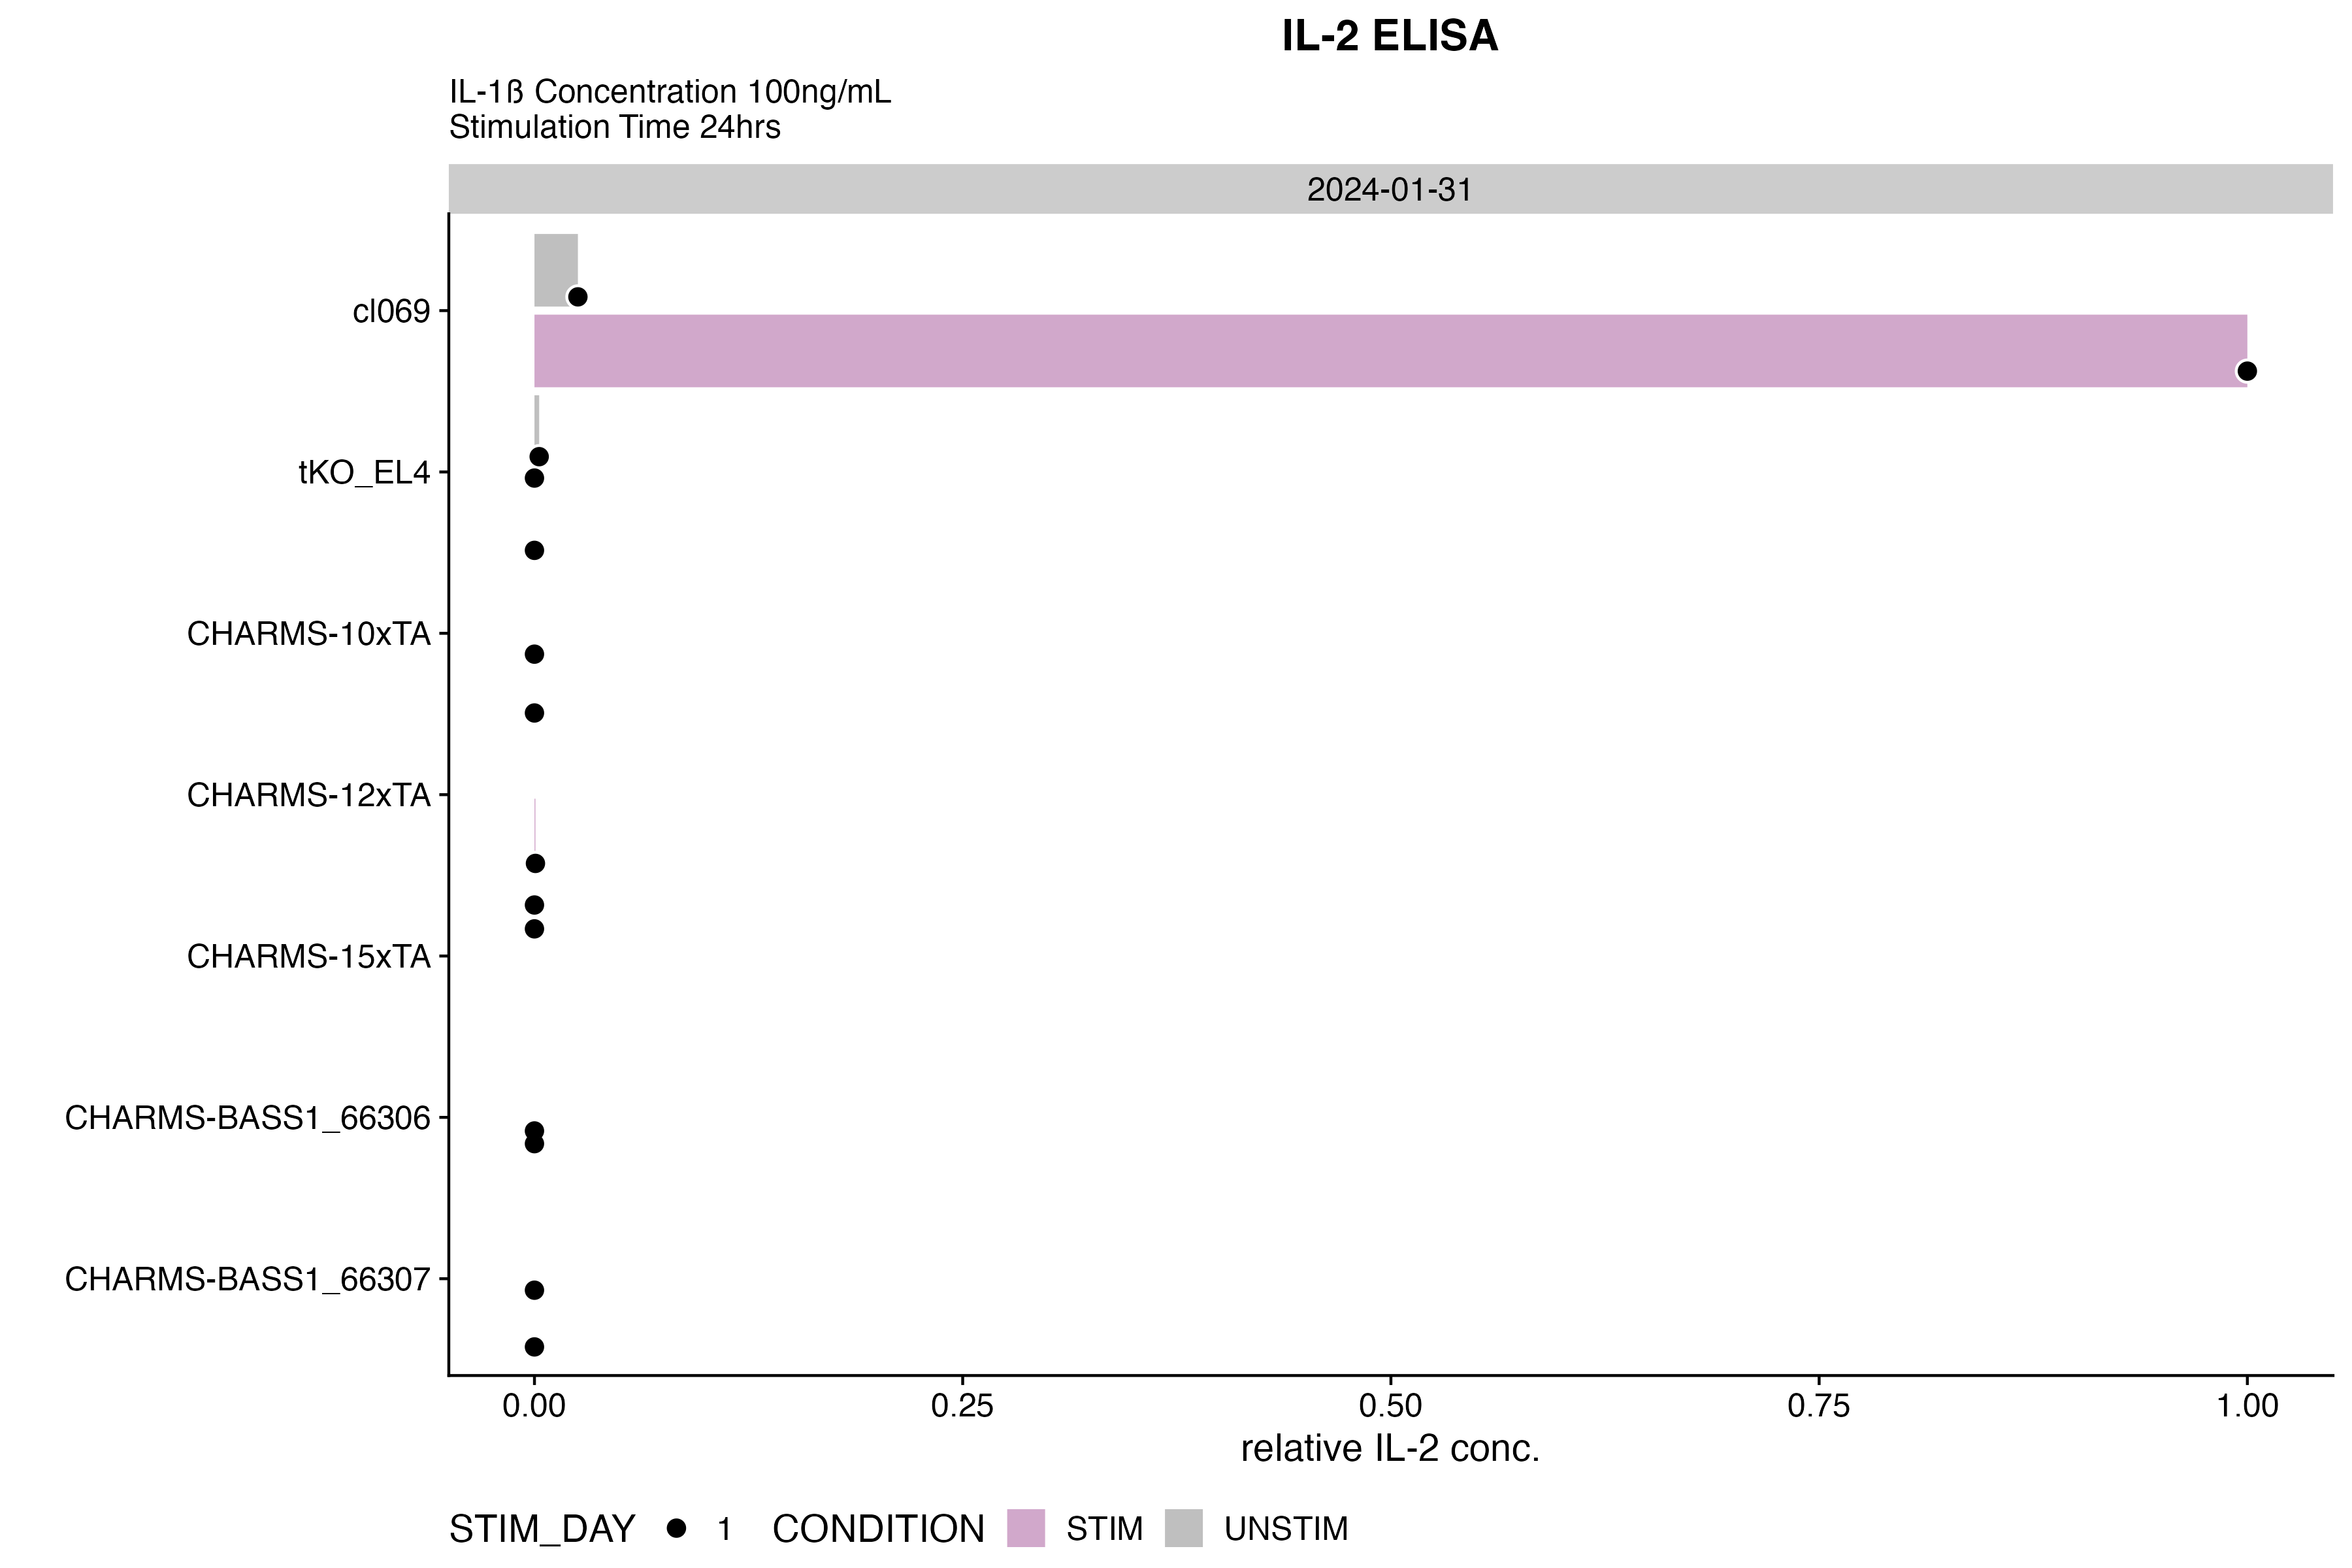 IL-2 ELISA
IL-1ß Concentration 100ng/mL
Stimulation Time 24hrs
2024-01-31
cl069
tKO_EL4
CHARMS-10xTA
CHARMS-12xTA
CHARMS-15xTA
CHARMS-BASS1_66306
CHARMS-BASS1_66307
0.00 0.25 0.50 0.75 1.00
relative IL-2 conc.
STIM_DAY 1 CONDITION STIM UNSTIM